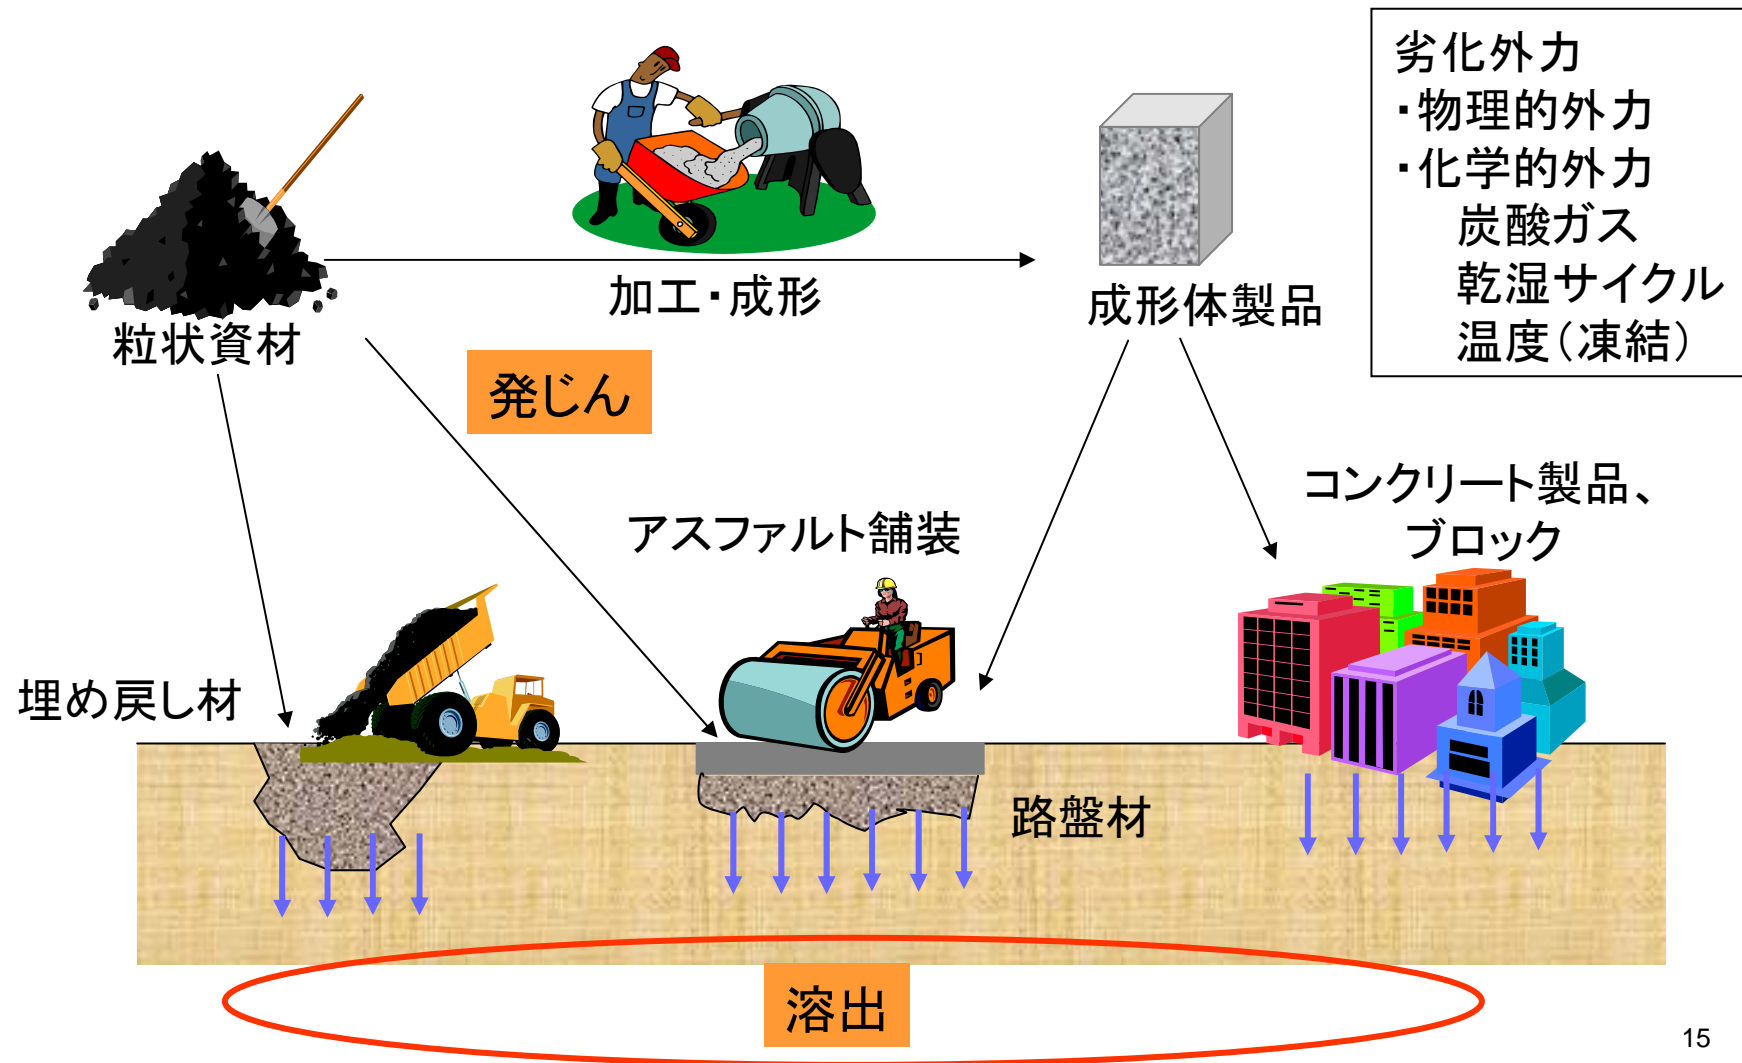 劣化外力
・物理的外力
・化学的外力
炭酸ガス
乾湿サイクル
温度（凍結）
加工・成形
成形体製品
粒状資材
発じん
コンクリート製品、
ブロック
アスファルト舗装
埋め戻し材
路盤材
溶出
15